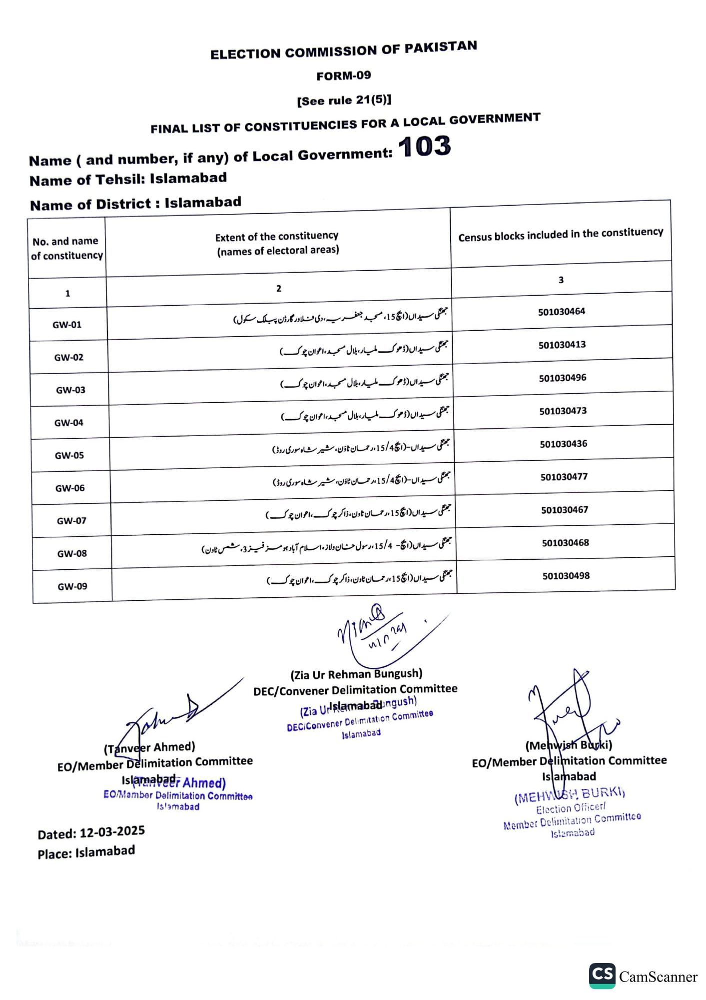 ELECTION COMMISSION OF PAKISTAN
FORM-09
[See rule 21(5)]
FINAL LIST OF CONSTITUENCIES FOR A LOCAL GOVERNMENT
Name ( and number, if any) of Local Government: 103
Name of Tehsil: Islamabad
Name of District : Islamabad
No. and name of constituency
Extent of the constituency
(names of electoral areas)
Census blocks included in the constituency
1 2 3
GW-01 جھنگی سیداں(ایچ15، مسجد جعفریہ، دی فلاور گارڈن پبلک سکول) 501030464
GW-02 جھنگی سیداں(ڈھوک ملیار، بلال مسجد، اعوان چوک) 501030413
GW-03 جھنگی سیداں(ڈھوک ملیار، بلال مسجد، اعوان چوک) 501030496
GW-04 جھنگی سیداں(ڈھوک ملیار، بلال مسجد، اعوان چوک) 501030473
GW-05 جھنگی سیداں–(ایچ15/4، رحمان ٹاؤن، شیر شاہ سوری روڈ) 501030436
GW-06 جھنگی سیداں–(ایچ15/4، رحمان ٹاؤن، شیر شاہ سوری روڈ) 501030477
GW-07 جھنگی سیداں(ایچ15، رحمان ٹاون، ذاکر چوک، اعوان چوک) 501030467
GW-08 جھنگی سیداں(ایچ- 15/4، رسول خان ولاز، اسلام آباد ہومز فیز 3، شمس ٹاون) 501030468
GW-09 جھنگی سیداں(ایچ15، رحمان ٹاون، ذاکر چوک، اعوان چوک) 501030498
(Zia Ur Rehman Bungush)
DEC/Convener Delimitation Committee
Islamabad
(Zia Ur Rehman Bungush)
DEC/Convener Delimitation Committee
Islamabad
(Tanveer Ahmed)
EO/Member Delimitation Committee
Islamabad
(Tanveer Ahmed)
EO/Member Delimitation Committee
Islamabad
(Mehwish Burki)
EO/Member Delimitation Committee
Islamabad
(MEHWISH BURKI)
Election Officer/
Member Delimitation Committee
Islamabad
Dated: 12-03-2025
Place: Islamabad
CS CamScanner